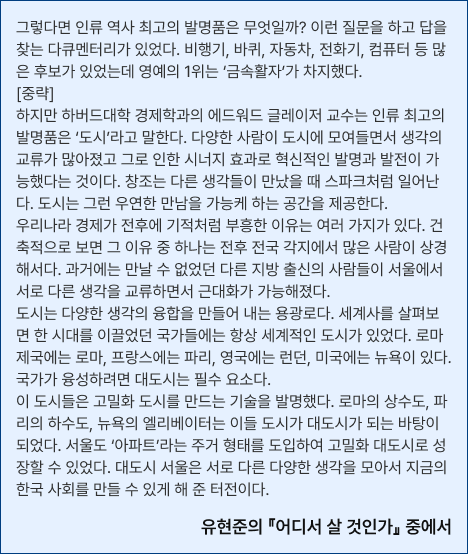 그렇다면 인류 역사 최고의 발명품은 무엇일까? 이런 질문을 하고 답을
찾는 다큐멘터리가 있었다. 비행기, 바퀴, 자동차, 전화기, 컴퓨터 등 많
은 후보가 있었는데 영예의 1위는 ‘금속활자’가 차지했다.
[중략]
하지만 하버드대학 경제학과의 에드워드 글레이저 교수는 인류 최고의
발명품은 ‘도시’라고 말한다. 다양한 사람이 도시에 모여들면서 생각의
교류가 많아졌고 그로 인한 시너지 효과로 혁신적인 발명과 발전이 가
능했다는 것이다. 창조는 다른 생각들이 만났을 때 스파크처럼 일어난
다. 도시는 그런 우연한 만남을 가능케 하는 공간을 제공한다.
우리나라 경제가 전후에 기적처럼 부흥한 이유는 여러 가지가 있다. 건
축적으로 보면 그 이유 중 하나는 전후 전국 각지에서 많은 사람이 상경
해서다. 과거에는 만날 수 없었던 다른 지방 출신의 사람들이 서울에서
서로 다른 생각을 교류하면서 근대화가 가능해졌다.
도시는 다양한 생각의 융합을 만들어 내는 용광로다. 세계사를 살펴보
면 한 시대를 이끌었던 국가들에는 항상 세계적인 도시가 있었다. 로마
제국에는 로마, 프랑스에는 파리, 영국에는 런던, 미국에는 뉴욕이 있다.
국가가 융성하려면 대도시는 필수 요소다.
이 도시들은 고밀화 도시를 만드는 기술을 발명했다. 로마의 상수도, 파
리의 하수도, 뉴욕의 엘리베이터는 이들 도시가 대도시가 되는 바탕이
되었다. 서울도 ‘아파트’라는 주거 형태를 도입하여 고밀화 대도시로 성
장할 수 있었다. 대도시 서울은 서로 다른 다양한 생각을 모아서 지금의
한국 사회를 만들 수 있게 해 준 터전이다.
유현준의 『어디서 살 것인가』 중에서